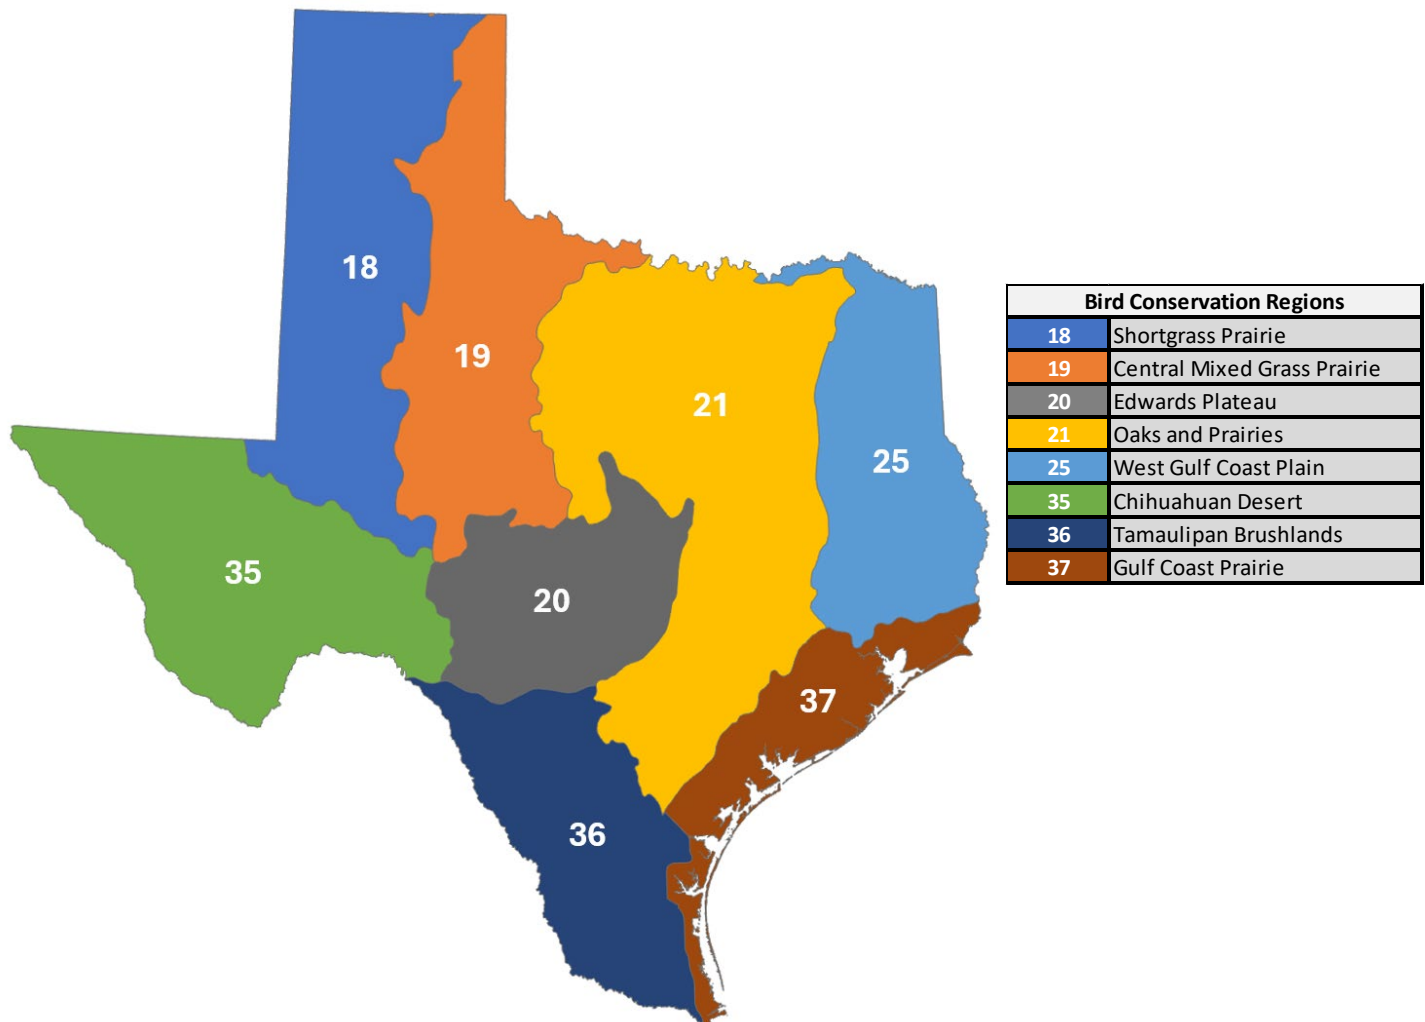 18
19
21
25
35
20
37
36
Bird Conservation Regions
18 Shortgrass Prairie
19 Central Mixed Grass Prairie
20 Edwards Plateau
21 Oaks and Prairies
25 West Gulf Coast Plain
35 Chihuahuan Desert
36 Tamaulipan Brushlands
37 Gulf Coast Prairie